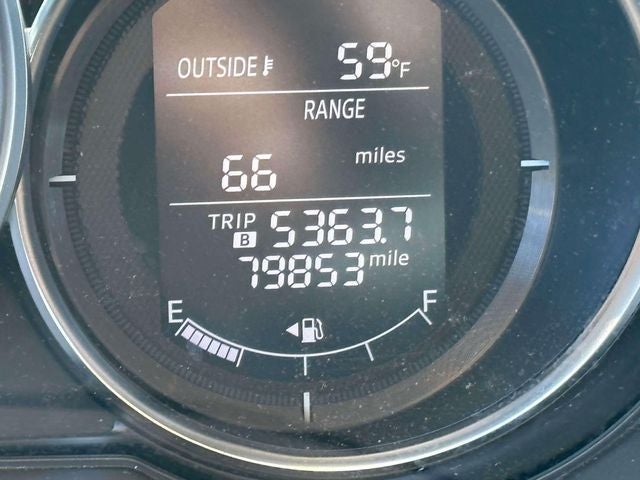 OUTSIDE 59°F
RANGE
66 miles
TRIP B 5363.7
79853 mile
E F